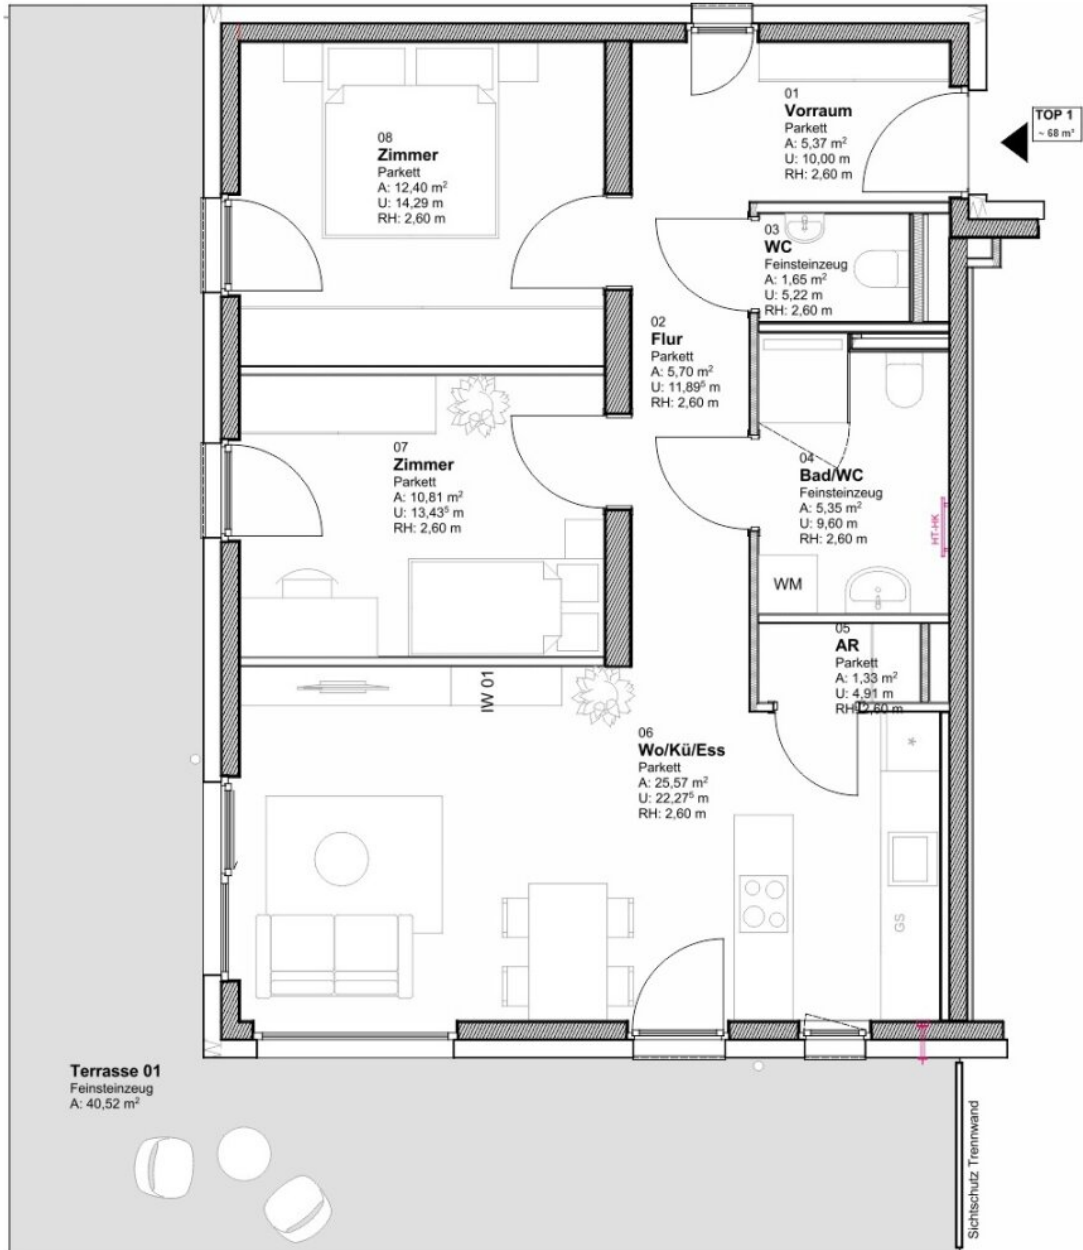 01
Vorraum
Parkett
A: 5,37 m²
U: 10,00 m
RH: 2,60 m
TOP 1
~ 68 m²
08
Zimmer
Parkett
A: 12,40 m²
U: 14,29 m
RH: 2,60 m
03
WC
Feinsteinzeug
A: 1,65 m²
U: 5,22 m
RH: 2,60 m
02
Flur
Parkett
A: 5,70 m²
U: 11,89⁵ m
RH: 2,60 m
07
Zimmer
Parkett
A: 10,81 m²
U: 13,43⁵ m
RH: 2,60 m
04
Bad/WC
Feinsteinzeug
A: 5,35 m²
U: 9,60 m
RH: 2,60 m
HT-HK
WM
05
AR
Parkett
A: 1,33 m²
U: 4,91 m
RH: 2,60 m
IW 01
06
Wo/Kü/Ess
Parkett
A: 25,57 m²
U: 22,27⁵ m
RH: 2,60 m
*
GS
Terrasse 01
Feinsteinzeug
A: 40,52 m²
Sichtschutz Trennwand